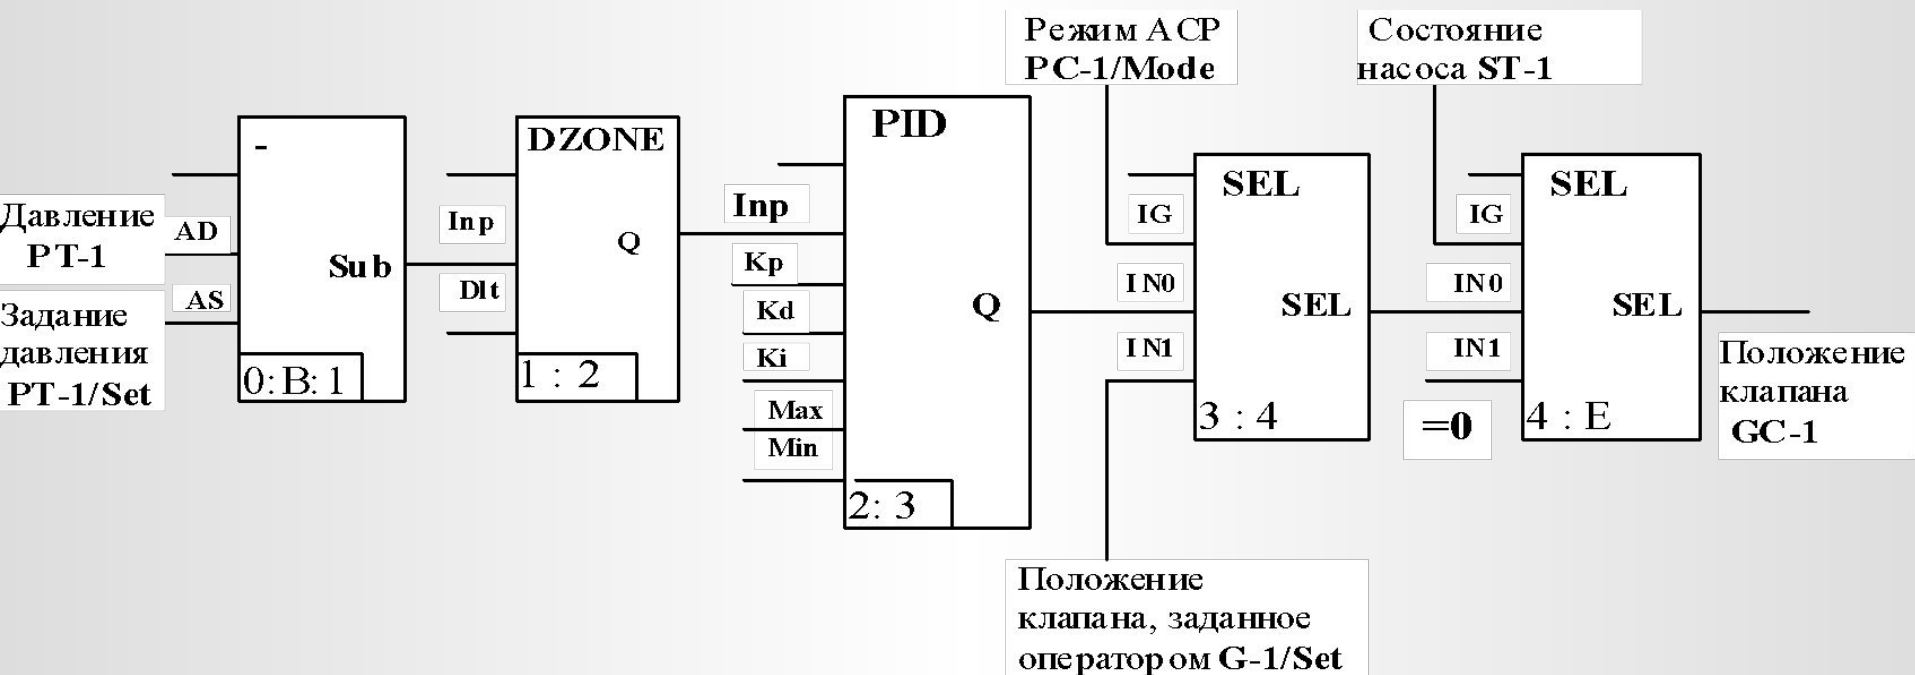 Режим АСР
PC-1/Mode
Состояние
насоса ST-1
-
DZONE
PID
SEL
SEL
Давление
PT-1
AD
Sub
AS
Inp
Q
Dlt
Inp
Kp
Kd
Ki
Max
Min
Q
IG
IN0
SEL
IN1
IG
IN0
SEL
IN1
Задание
давления
PT-1/Set
0:B:1
1 : 2
2: 3
3 : 4
=0
4 : E
Положение
клапана
GC-1
Положение
клапана, заданное
оператором G-1/Set